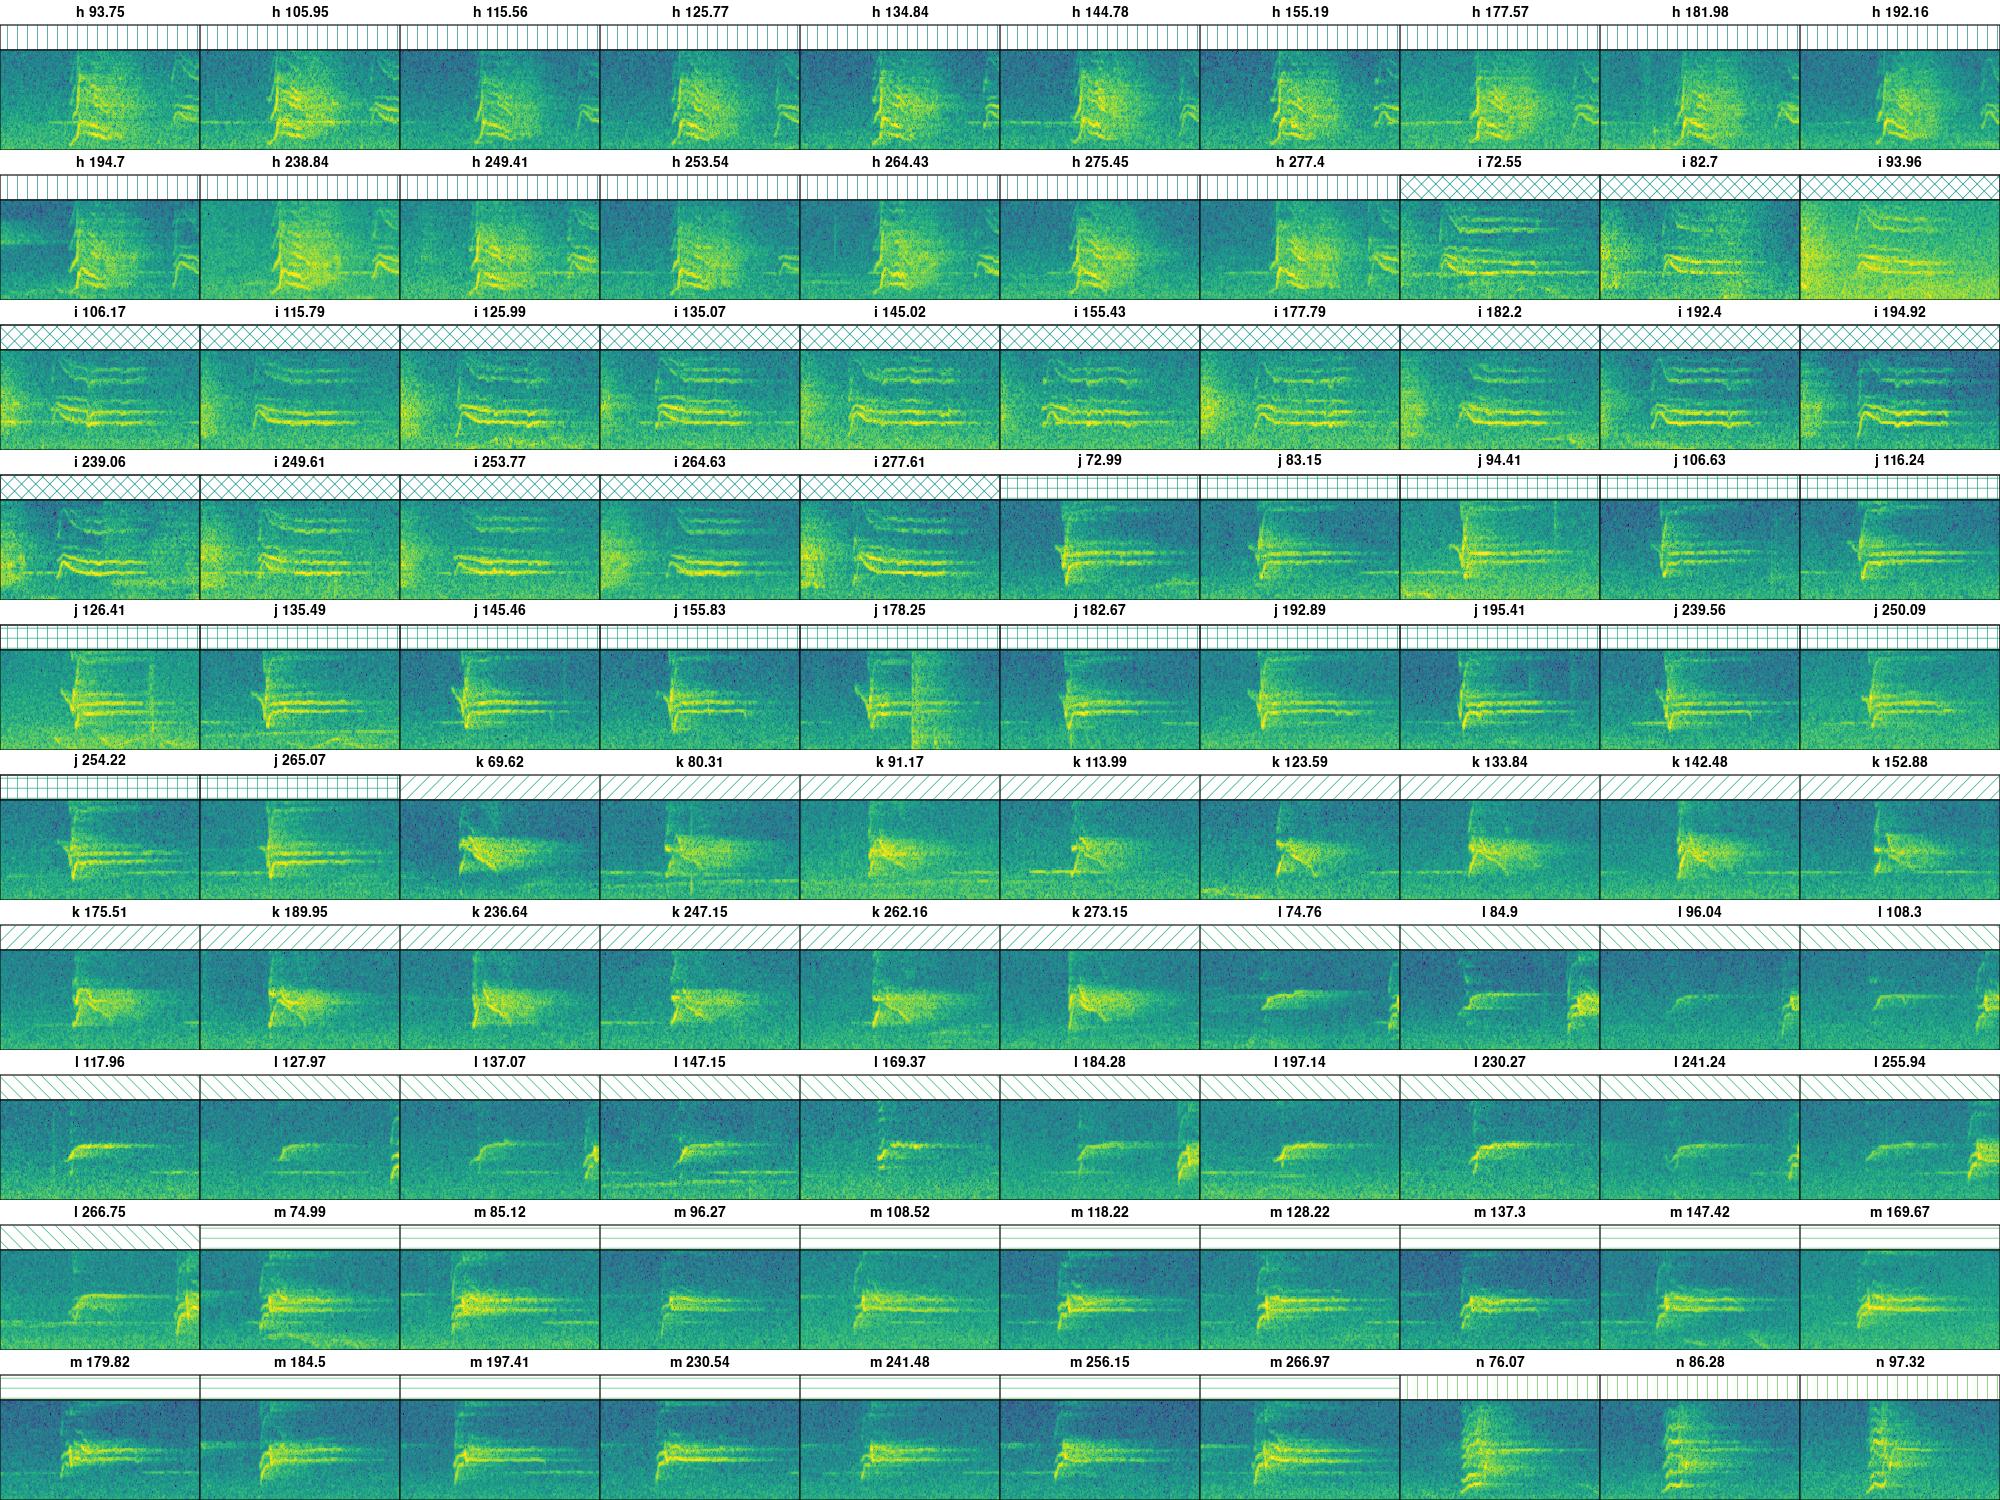 h 93.75 h 105.95 h 115.56 h 125.77 h 134.84 h 144.78 h 155.19 h 177.57 h 181.98 h 192.16
h 194.7 h 238.84 h 249.41 h 253.54 h 264.43 h 275.45 h 277.4 i 72.55 i 82.7 i 93.96
i 106.17 i 115.79 i 125.99 i 135.07 i 145.02 i 155.43 i 177.79 i 182.2 i 192.4 i 194.92
i 239.06 i 249.61 i 253.77 i 264.63 i 277.61 j 72.99 j 83.15 j 94.41 j 106.63 j 116.24
j 126.41 j 135.49 j 145.46 j 155.83 j 178.25 j 182.67 j 192.89 j 195.41 j 239.56 j 250.09
j 254.22 j 265.07 k 69.62 k 80.31 k 91.17 k 113.99 k 123.59 k 133.84 k 142.48 k 152.88
k 175.51 k 189.95 k 236.64 k 247.15 k 262.16 k 273.15 l 74.76 l 84.9 l 96.04 l 108.3
l 117.96 l 127.97 l 137.07 l 147.15 l 169.37 l 184.28 l 197.14 l 230.27 l 241.24 l 255.94
l 266.75 m 74.99 m 85.12 m 96.27 m 108.52 m 118.22 m 128.22 m 137.3 m 147.42 m 169.67
m 179.82 m 184.5 m 197.41 m 230.54 m 241.48 m 256.15 m 266.97 n 76.07 n 86.28 n 97.32